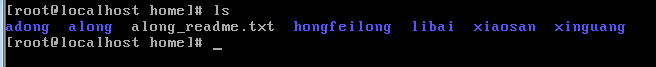 [root@localhost home]# ls
adong  along  along_readme.txt  hongfeilong  libai  xiaosan  xinguang
[root@localhost home]# _